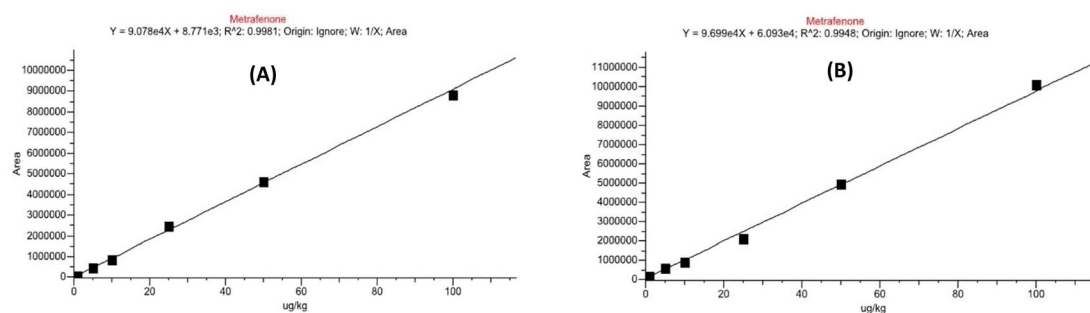 Metrafenone
Y = 9.078e4X + 8.771e3; R^2: 0.9981; Origin: Ignore; W: 1/X; Area
(A)
10000000
9000000
8000000
7000000
6000000
5000000
4000000
3000000
2000000
1000000
0
Area
0 20 40 60 80 100
ug/kg
Metrafenone
Y = 9.699e4X + 6.093e4; R^2: 0.9948; Origin: Ignore; W: 1/X; Area
(B)
11000000
10000000
9000000
8000000
7000000
6000000
5000000
4000000
3000000
2000000
1000000
0
Area
0 20 40 60 80 100
ug/kg